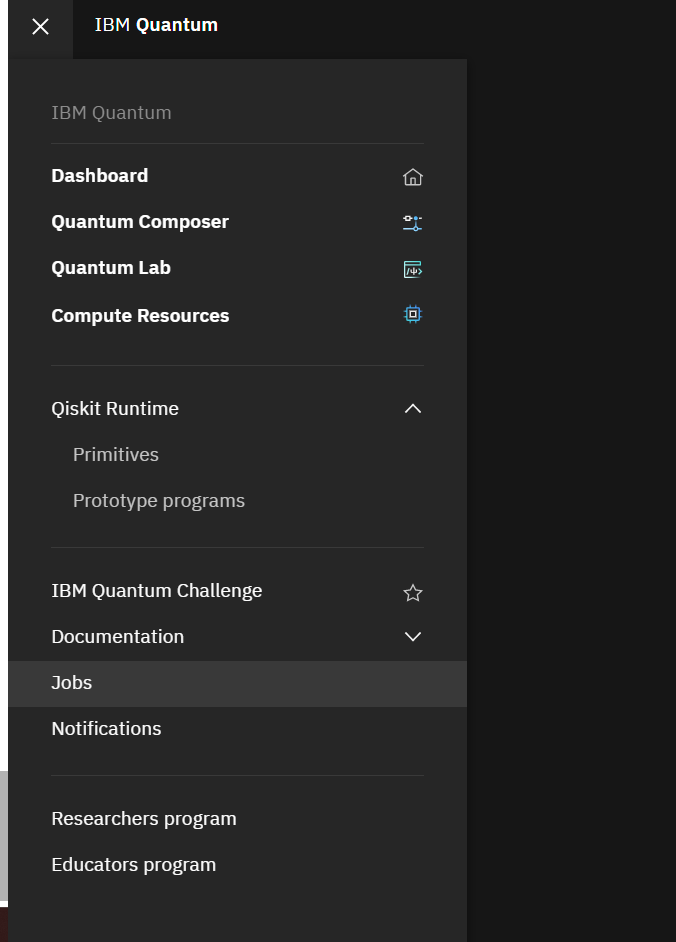 IBM Quantum
IBM Quantum
Dashboard
Quantum Composer
Quantum Lab
Compute Resources
Qiskit Runtime
Primitives
Prototype programs
IBM Quantum Challenge
Documentation
Jobs
Notifications
Researchers program
Educators program